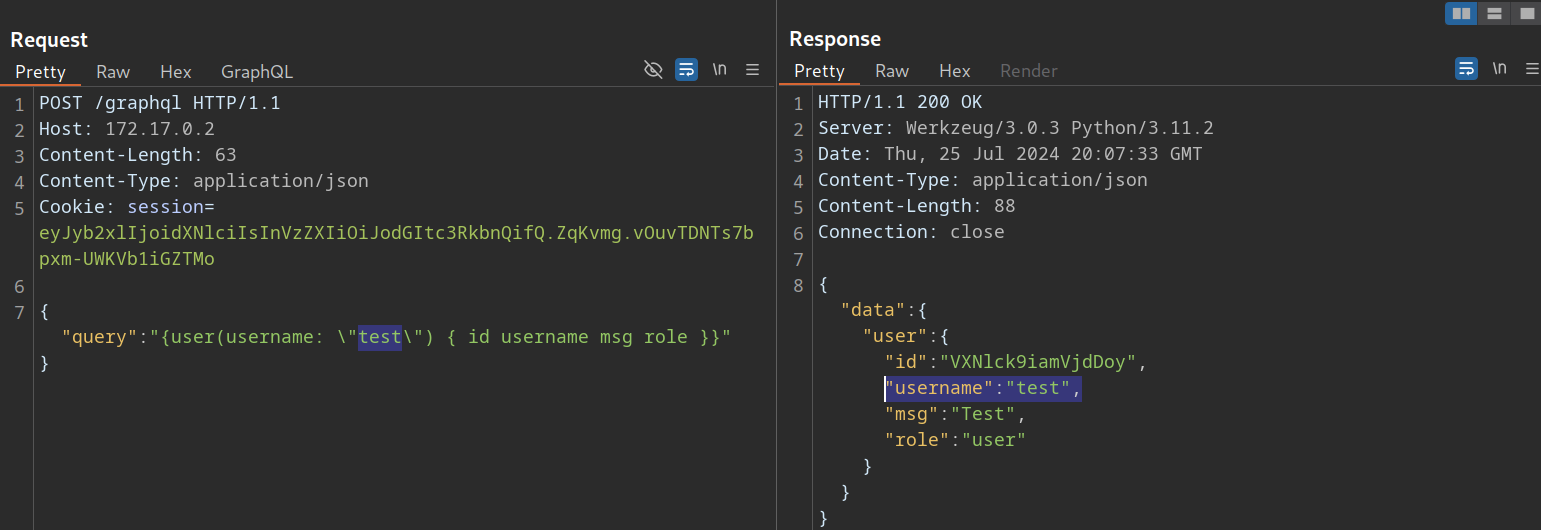 Request
Pretty Raw Hex GraphQL \n
1 POST /graphql HTTP/1.1
2 Host: 172.17.0.2
3 Content-Length: 63
4 Content-Type: application/json
5 Cookie: session=
eyJyb2xlIjoidXNlciIsInVzZXIiOiJodGItc3RkbnQifQ.ZqKvmg.vOuvTDNTs7b
pxm-UWKVb1iGZTMo
6
7 {
"query":"{user(username: \"test\") { id username msg role }}"
}
Response
Pretty Raw Hex Render \n
1 HTTP/1.1 200 OK
2 Server: Werkzeug/3.0.3 Python/3.11.2
3 Date: Thu, 25 Jul 2024 20:07:33 GMT
4 Content-Type: application/json
5 Content-Length: 88
6 Connection: close
7
8 {
"data":{
"user":{
"id":"VXNlck9iamVjdDoy",
"username":"test",
"msg":"Test",
"role":"user"
}
}
}